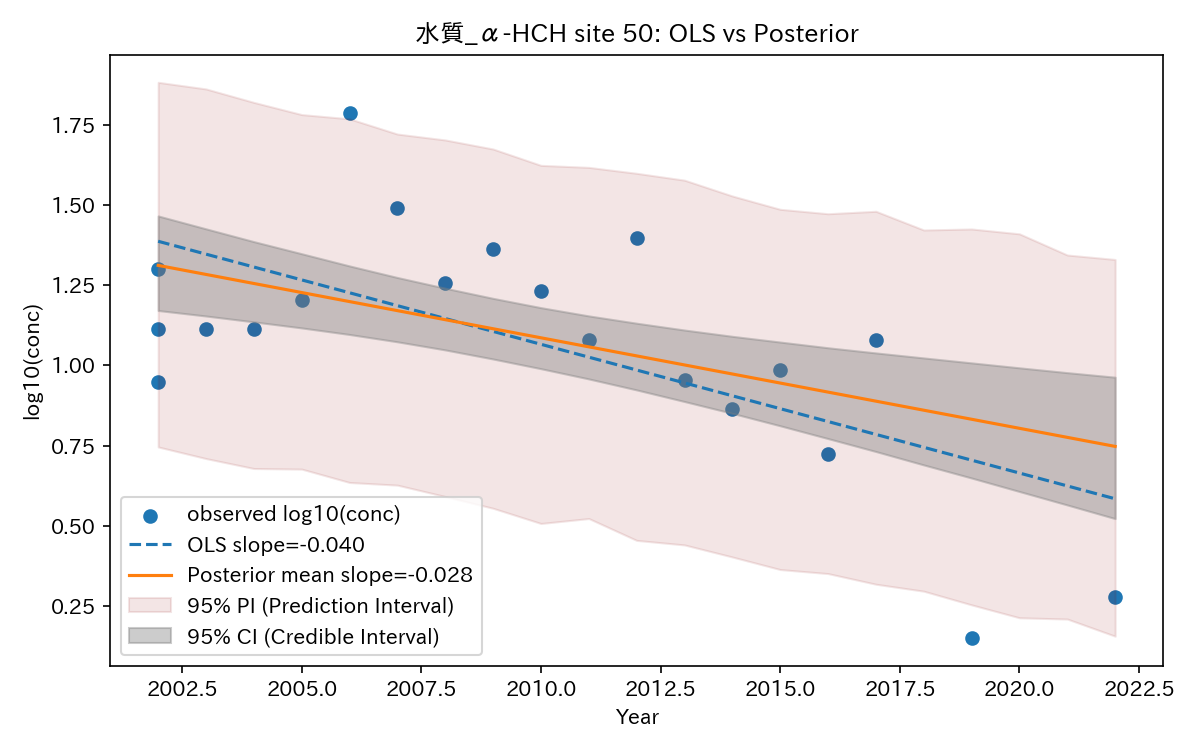 水質_α-HCH site 50: OLS vs Posterior
log10(conc)
1.75
1.50
1.25
1.00
0.75
0.50
0.25
observed log10(conc)
OLS slope=-0.040
Posterior mean slope=-0.028
95% PI (Prediction Interval)
95% CI (Credible Interval)
2002.5 2005.0 2007.5 2010.0 2012.5 2015.0 2017.5 2020.0 2022.5
Year